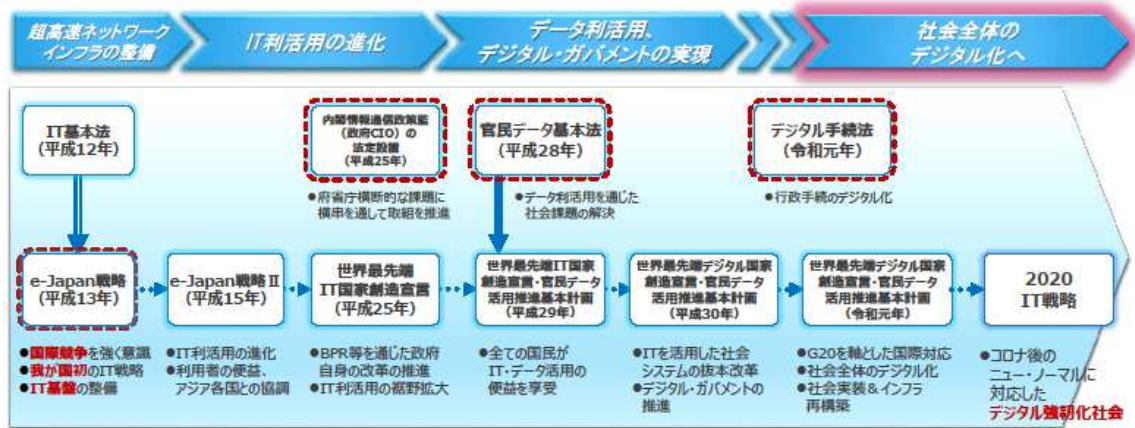 超高速ネットワーク
インフラの整備
IT利活用の進化
データ利活用、
デジタル・ガバメントの実現
社会全体の
デジタル化へ
IT基本法
(平成12年)
内閣情報通信政策監
(政府CIO)の
法定設置
(平成25年)
官民データ基本法
(平成28年)
デジタル手続法
(令和元年)
●府省庁横断的な課題に
横串を通して取組を推進
●データ利活用を通じた
社会課題の解決
●行政手続のデジタル化
e-Japan戦略
(平成13年)
e-Japan戦略Ⅱ
(平成15年)
世界最先端
IT国家創造宣言
(平成25年)
世界最先端IT国家
創造宣言・官民データ
活用推進基本計画
(平成29年)
世界最先端デジタル国家
創造宣言・官民データ
活用推進基本計画
(平成30年)
世界最先端デジタル国家
創造宣言・官民データ
活用推進基本計画
(令和元年)
2020
IT戦略
●国際競争を強く意識
●我が国初のIT戦略
●IT基盤の整備
●IT利活用の進化
●利用者の便益、
アジア各国との協調
●BPR等を通じた政府
自身の改革の推進
●IT利活用の裾野拡大
●全ての国民が
IT・データ活用の
便益を享受
●ITを活用した社会
システムの抜本改革
●デジタル・ガバメントの
推進
●G20を軸とした国際対応
●社会全体のデジタル化
●社会実装＆インフラ
再構築
●コロナ後の
ニュー・ノーマルに
対応した
デジタル強靭化社会